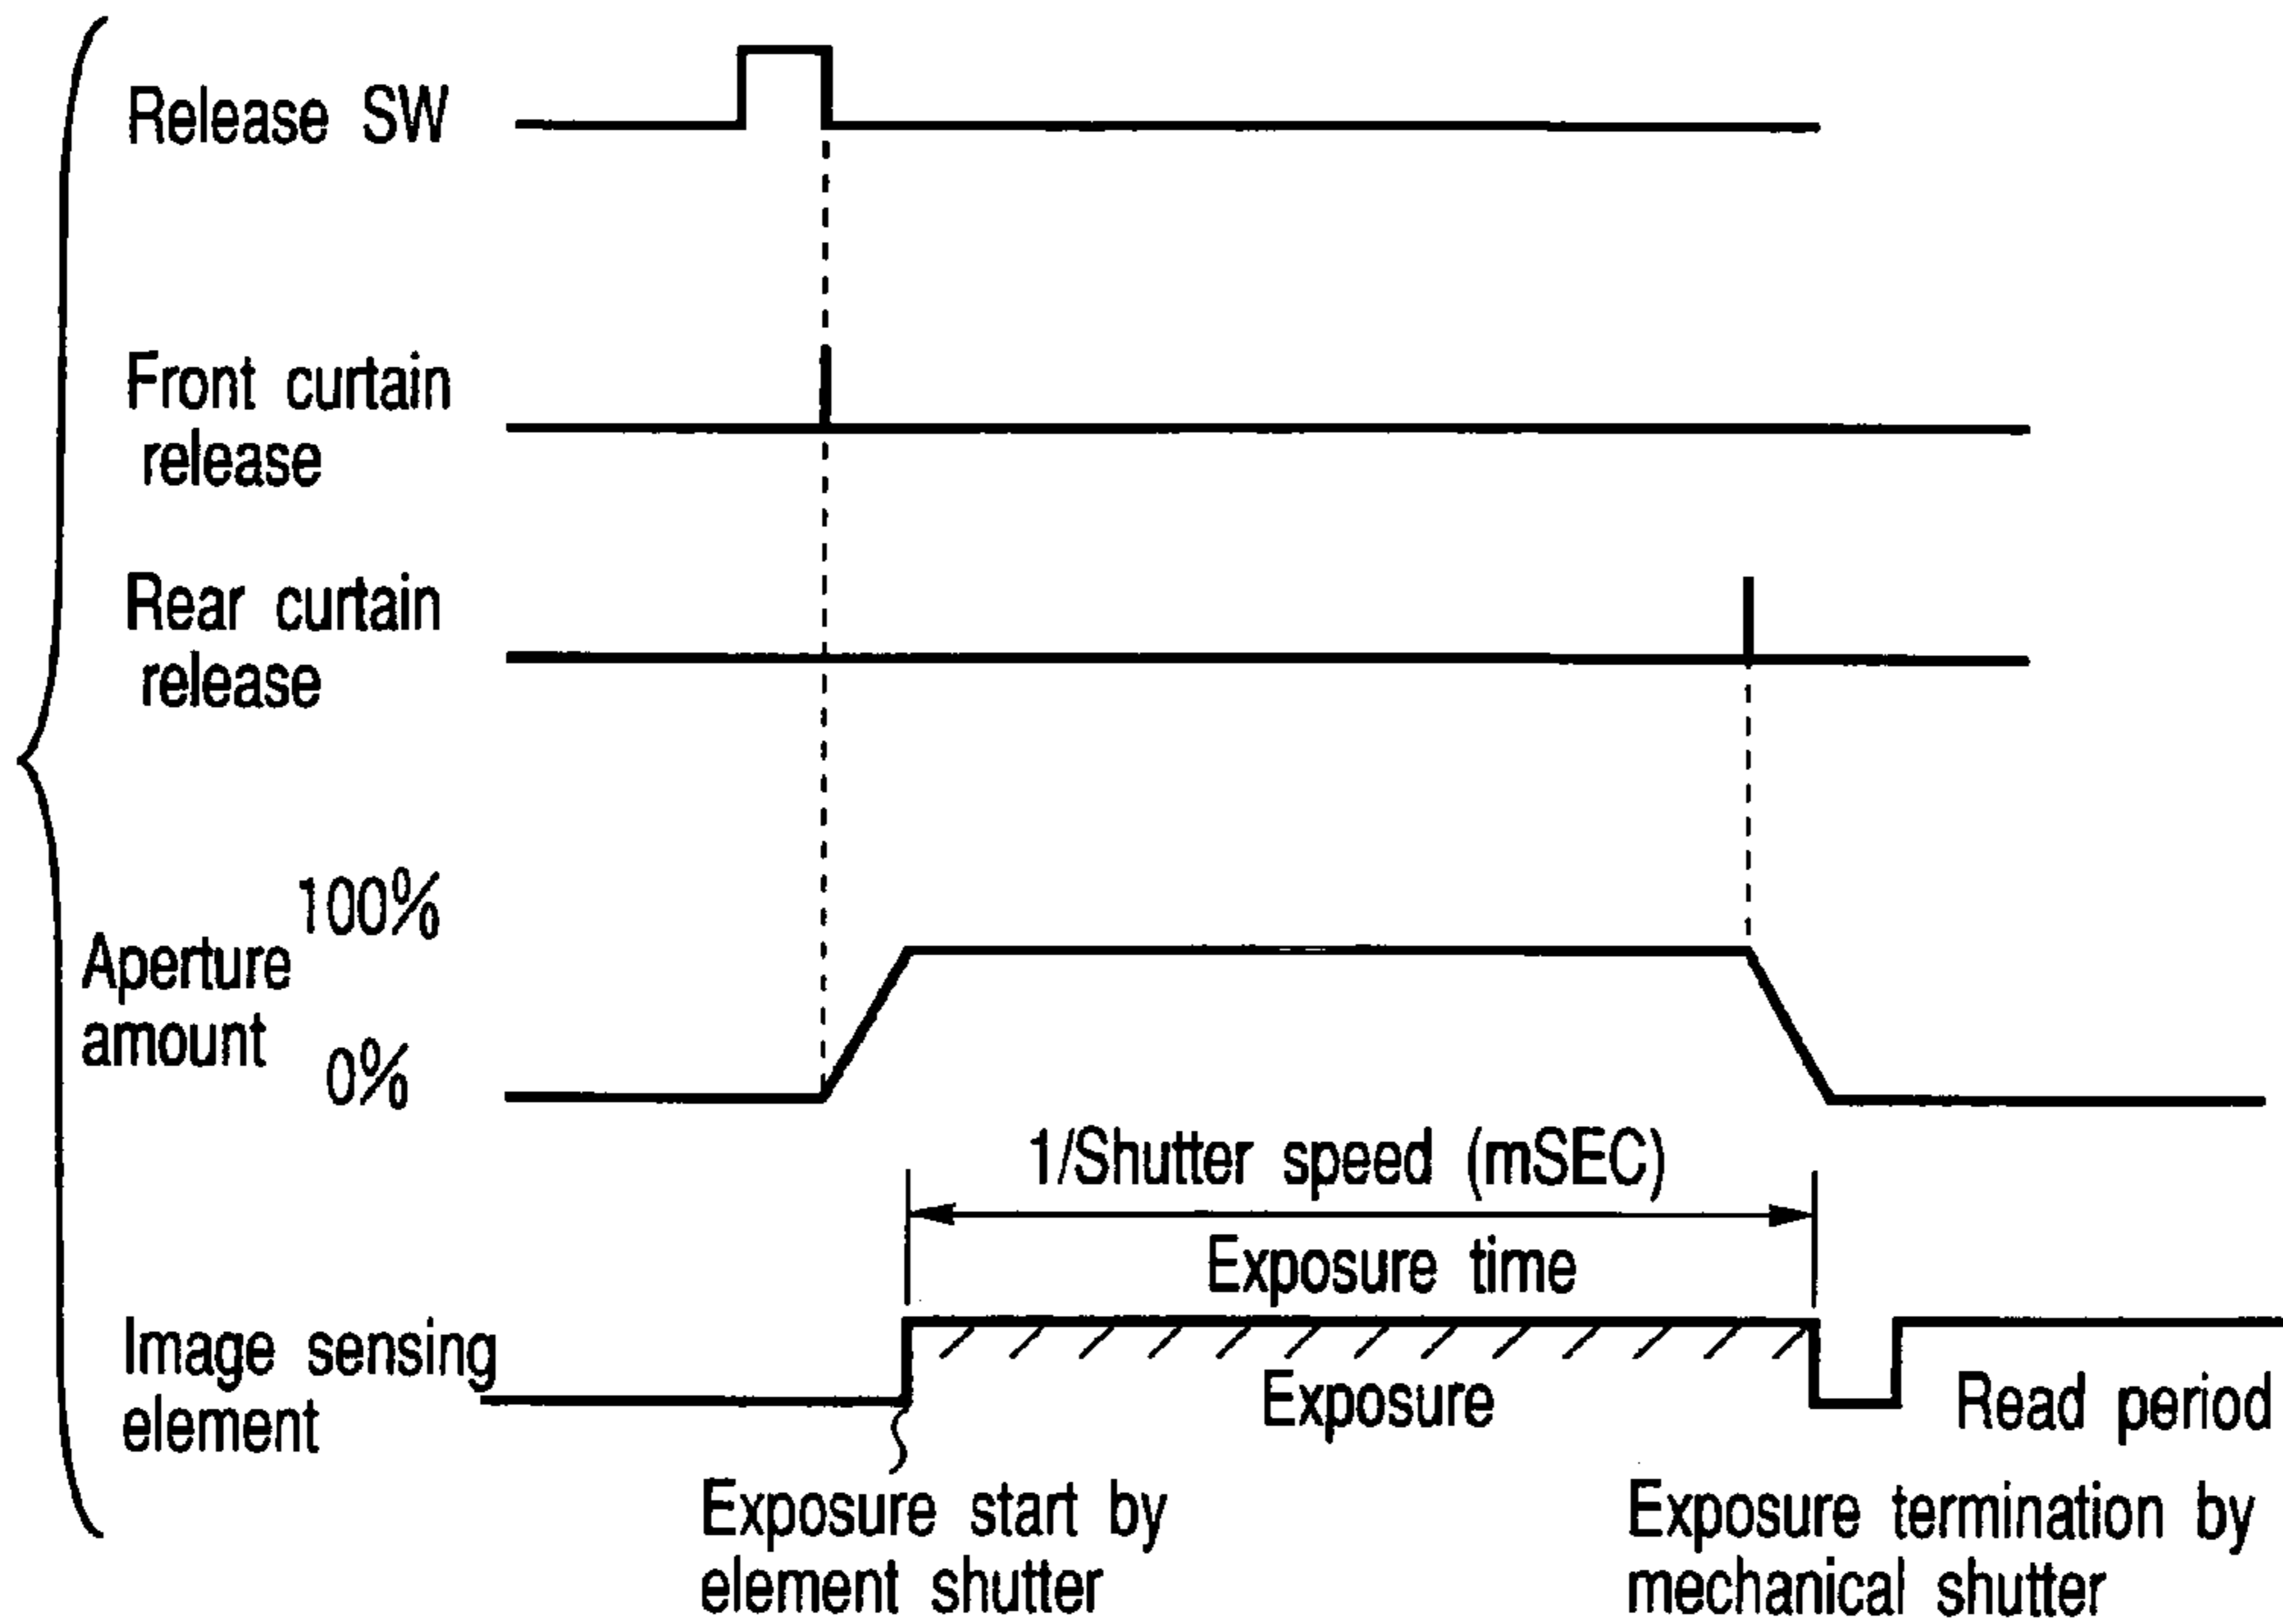 Release SW
Front curtain
release
Rear curtain
release
100%
Aperture
amount
0%
1/Shutter speed (mSEC)
Exposure time
Image sensing
element
Exposure
Read period
Exposure start by
element shutter
Exposure termination by
mechanical shutter